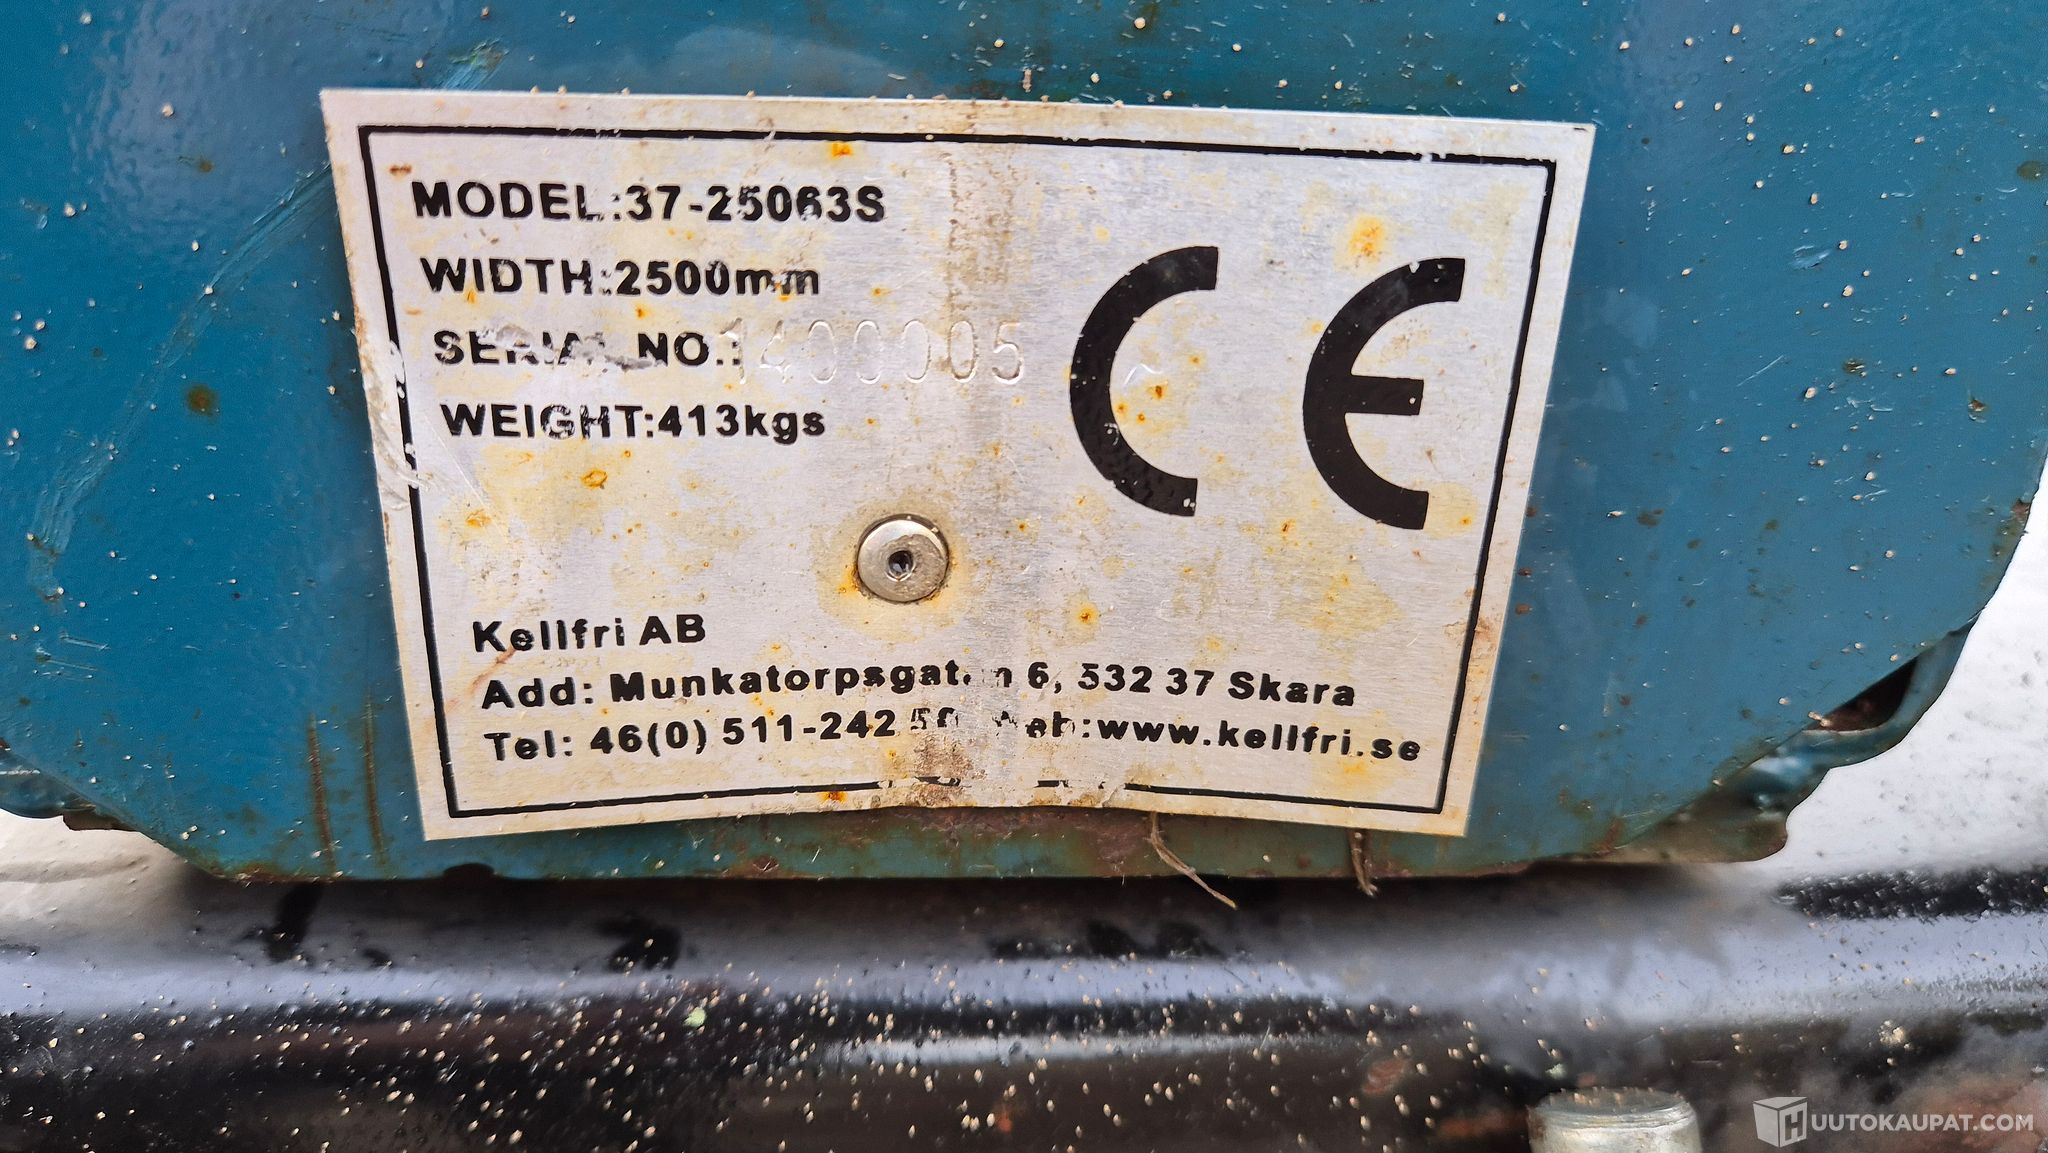 MODEL:37-25063S
WIDTH:2500mm
SERIAL NO.:1400005
WEIGHT:413kgs
CE
Kellfri AB
Add: Munkatorpsgatan 6, 532 37 Skara
Tel: 46(0) 511-242 50 Web:www.kellfri.se
HUUTOKAUPAT.COM